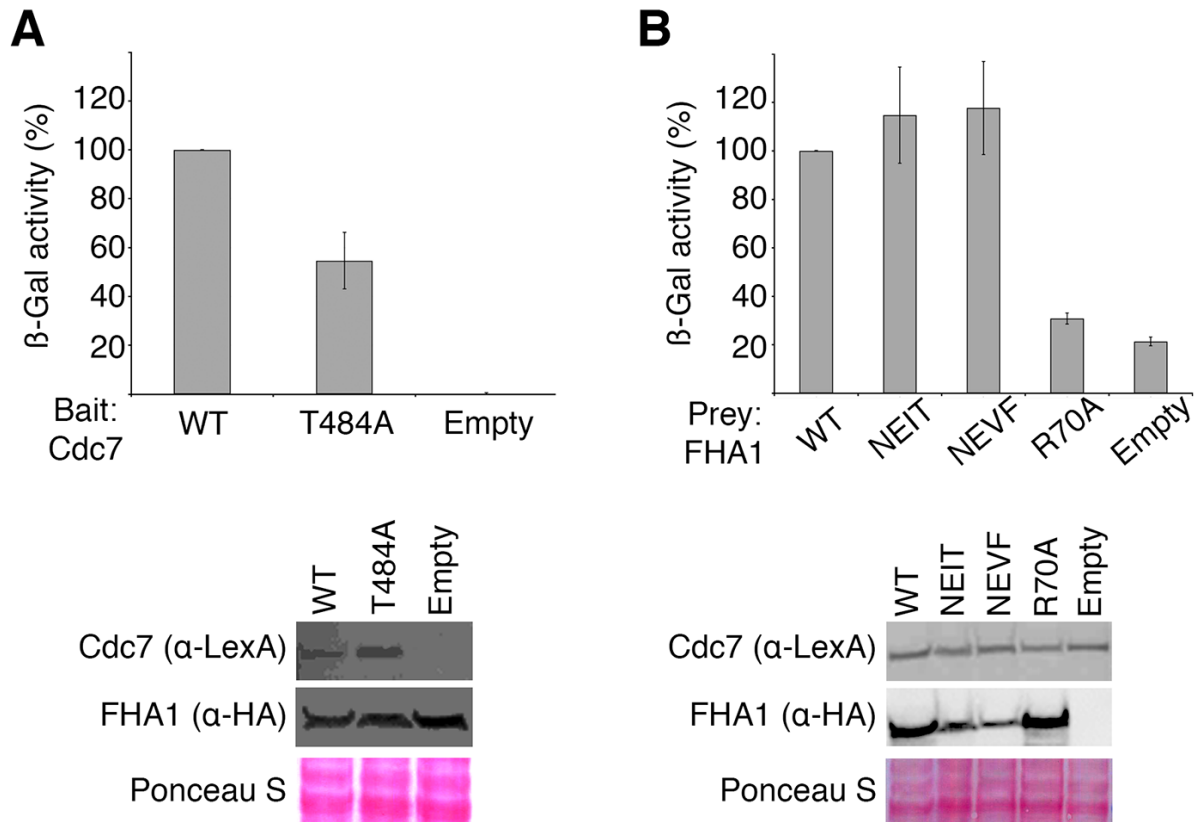 A
ß-Gal activity (%)
120
100
80
60
40
20
Bait:
Cdc7
WT T484A Empty
WT T484A Empty
Cdc7 (α-LexA)
FHA1 (α-HA)
Ponceau S
B
ß-Gal activity (%)
120
100
80
60
40
20
Prey:
FHA1
WT NEIT NEVF R70A Empty
WT NEIT NEVF R70A Empty
Cdc7 (α-LexA)
FHA1 (α-HA)
Ponceau S